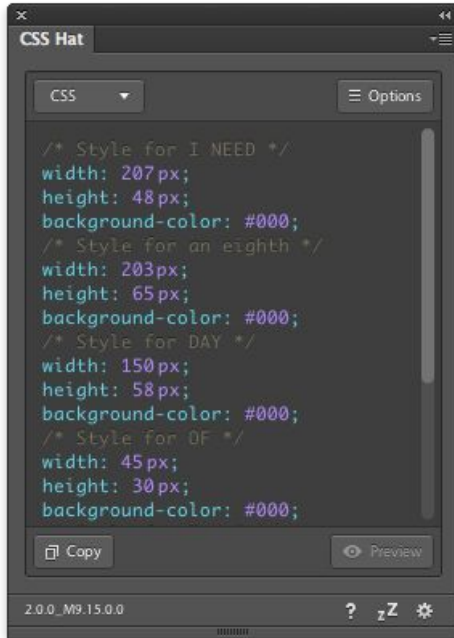 CSS Hat
CSS
Options
/* Style for I NEED */
width: 207px;
height: 48px;
background-color: #000;
/* Style for an eighth */
width: 203px;
height: 65px;
background-color: #000;
/* Style for DAY */
width: 150px;
height: 58px;
background-color: #000;
/* Style for OF */
width: 45px;
height: 30px;
background-color: #000;
Copy
Preview
2.0.0_M9.15.0.0 ? zZ